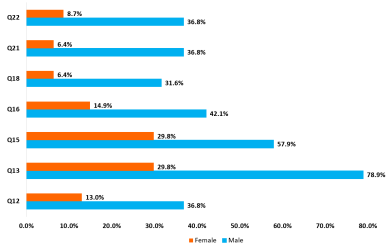 Q22 8.7% 36.8%
Q21 6.4% 36.8%
Q18 6.4% 31.6%
Q16 14.9% 42.1%
Q15 29.8% 57.9%
Q13 29.8% 78.9%
Q12 13.0% 36.8%
0.0% 10.0% 20.0% 30.0% 40.0% 50.0% 60.0% 70.0% 80.0%
Female Male